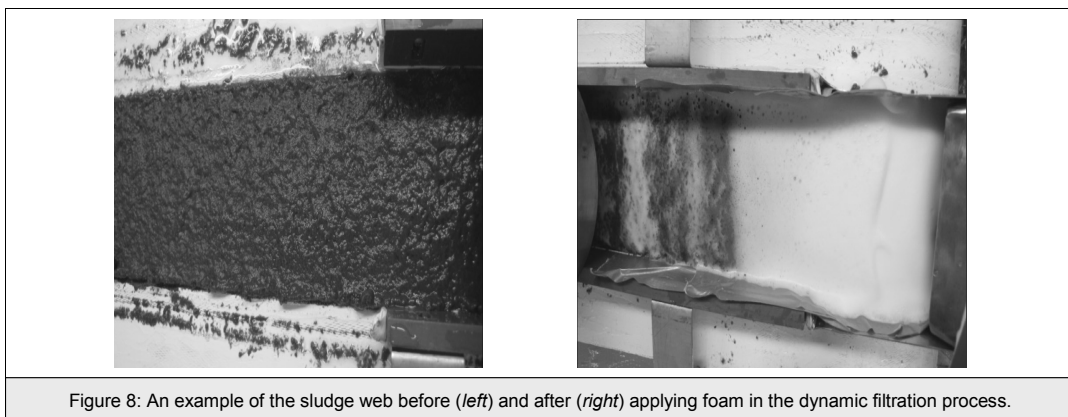 Figure 8: An example of the sludge web before (left) and after (right) applying foam in the dynamic filtration process.